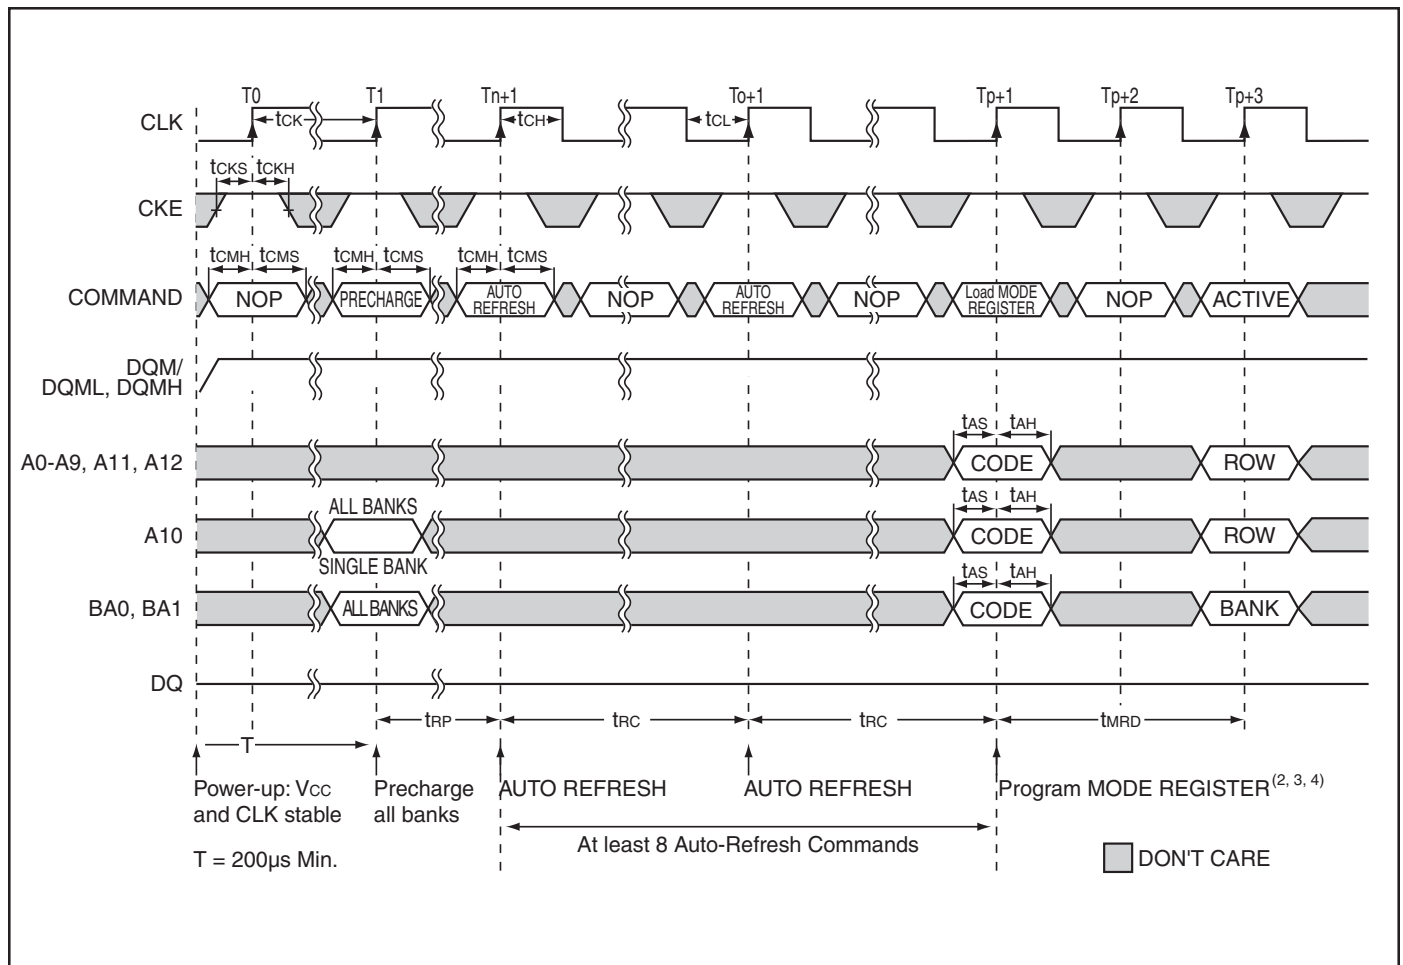 T0 T1 Tn+1 To+1 Tp+1 Tp+2 Tp+3
CLK tCK tCH tCL
tCKS tCKH
CKE
tCMH tCMS tCMH tCMS tCMH tCMS
COMMAND NOP PRECHARGE AUTO REFRESH NOP AUTO REFRESH NOP Load MODE REGISTER NOP ACTIVE
DQM/
DQML, DQMH
tAS tAH
A0-A9, A11, A12 CODE ROW
ALL BANKS tAS tAH
A10 CODE ROW
SINGLE BANK tAS tAH
BA0, BA1 ALL BANKS CODE BANK
DQ
tRP tRC tRC tMRD
T
Power-up: VCC Precharge AUTO REFRESH AUTO REFRESH Program MODE REGISTER(2, 3, 4)
and CLK stable all banks
At least 8 Auto-Refresh Commands
T = 200µs Min. DON'T CARE